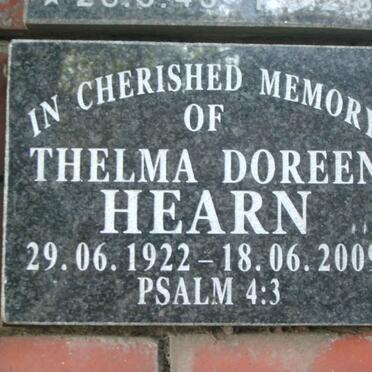 IN CHERISHED MEMORY
OF
THELMA DOREEN
HEARN
29.06.1922 – 18.06.2009
PSALM 4:3